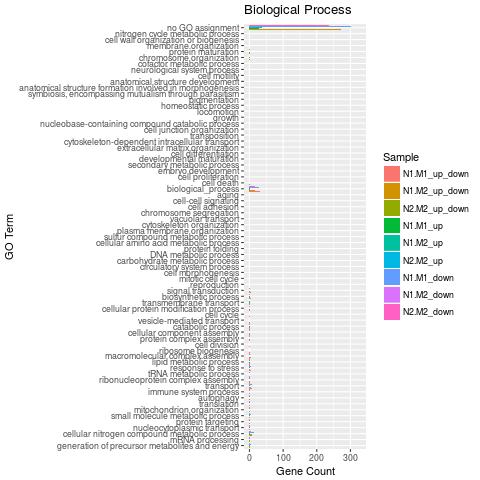 Biological Process
no GO assignment
nitrogen cycle metabolic process
cell wall organization or biogenesis
membrane organization
protein maturation
chromosome organization
cofactor metabolic process
neurological system process
cell motility
anatomical structure development
anatomical structure formation involved in morphogenesis
symbiosis, encompassing mutualism through parasitism
pigmentation
homeostatic process
locomotion
growth
nucleobase-containing compound catabolic process
cell junction organization
transposition
cytoskeleton-dependent intracellular transport
extracellular matrix organization
cell differentiation
developmental maturation
secondary metabolic process
embryo development
cell proliferation
cell death
biological_process
aging
cell-cell signaling
cell adhesion
chromosome segregation
vacuolar transport
cytoskeleton organization
plasma membrane organization
sulfur compound metabolic process
cellular amino acid metabolic process
protein folding
DNA metabolic process
carbohydrate metabolic process
circulatory system process
cell morphogenesis
mitotic cell cycle
reproduction
signal transduction
biosynthetic process
transmembrane transport
cellular protein modification process
cell cycle
vesicle-mediated transport
catabolic process
cellular component assembly
protein complex assembly
cell division
ribosome biogenesis
macromolecular complex assembly
lipid metabolic process
response to stress
tRNA metabolic process
ribonucleoprotein complex assembly
transport
immune system process
autophagy
translation
mitochondrion organization
small molecule metabolic process
protein targeting
nucleocytoplasmic transport
cellular nitrogen compound metabolic process
mRNA processing
generation of precursor metabolites and energy
GO Term
0 100 200 300
Gene Count
Sample
N1.M1_up_down
N1.M2_up_down
N2.M2_up_down
N1.M1_up
N1.M2_up
N2.M2_up
N1.M1_down
N1.M2_down
N2.M2_down